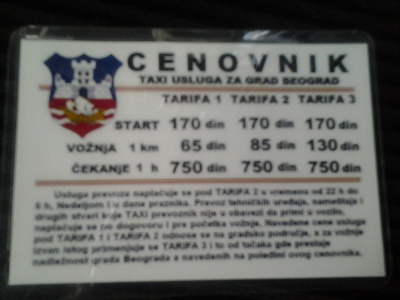 CENOVNIK
TAXI USLUGA ZA GRAD BEOGRAD
TARIFA 1 TARIFA 2 TARIFA 3
START 170 din 170 din 170 din
VOŽNJA 1 km 65 din 85 din 130 din
ČEKANJE 1 h 750 din 750 din 750 din
Usluga prevoza naplaćuje se pod TARIFA 2 u vremenu od 22 h do
6 h, Nedeljom i u dane praznika. Prevoz tehničkih uređaja, nameštaja i
drugih stvari koje TAXI prevoznik nije u obavezi da primi u vozilo,
naplaćuje se po dogovoru i pre početka vožnje. Navedene cene usluga
pod TARIFA 1 i TARIFA 2 odnose se na gradsko područje, a za vožnje
izvan istog primenjuje se TARIFA 3 i to od tačaka gde prestaje
nadležnost grada Beograda a navedenih na poleđini ovog cenovnika.